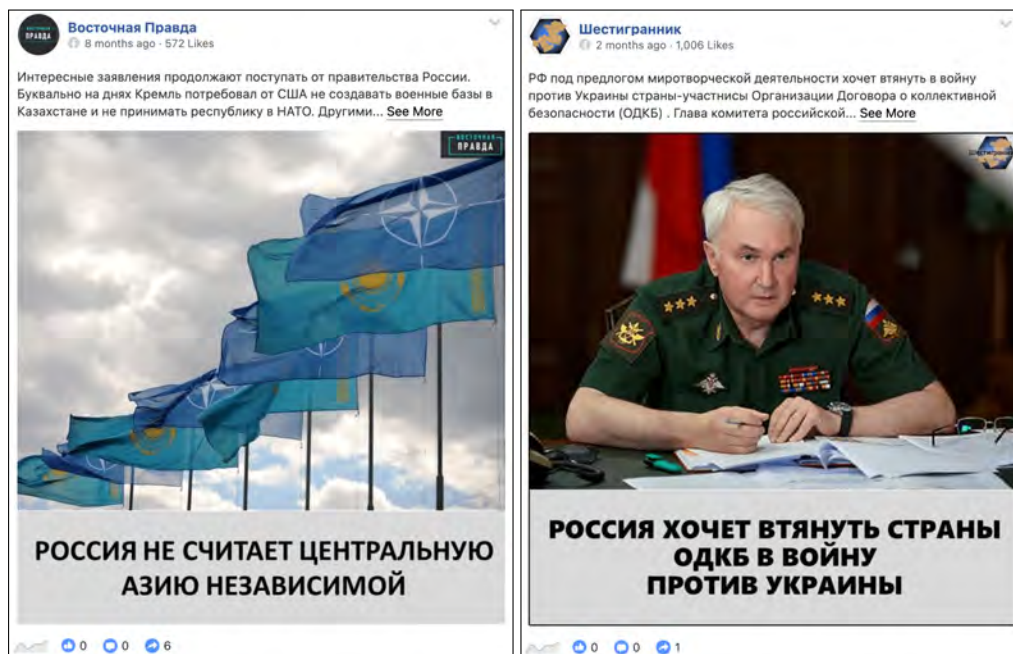 Восточная Правда
8 months ago · 572 Likes
Интересные заявления продолжают поступать от правительства России.
Буквально на днях Кремль потребовал от США не создавать военные базы в
Казахстане и не принимать республику в НАТО. Другими... See More
ВОСТОЧНАЯ
ПРАВДА
РОССИЯ НЕ СЧИТАЕТ ЦЕНТРАЛЬНУЮ
АЗИЮ НЕЗАВИСИМОЙ
0 0 6
Шестигранник
2 months ago · 1,006 Likes
РФ под предлогом миротворческой деятельности хочет втянуть в войну
против Украины страны-участнисы Организации Договора о коллективной
безопасности (ОДКБ) . Глава комитета российской... See More
Шестигранник
РОССИЯ ХОЧЕТ ВТЯНУТЬ СТРАНЫ
ОДКБ В ВОЙНУ
ПРОТИВ УКРАИНЫ
0 0 1